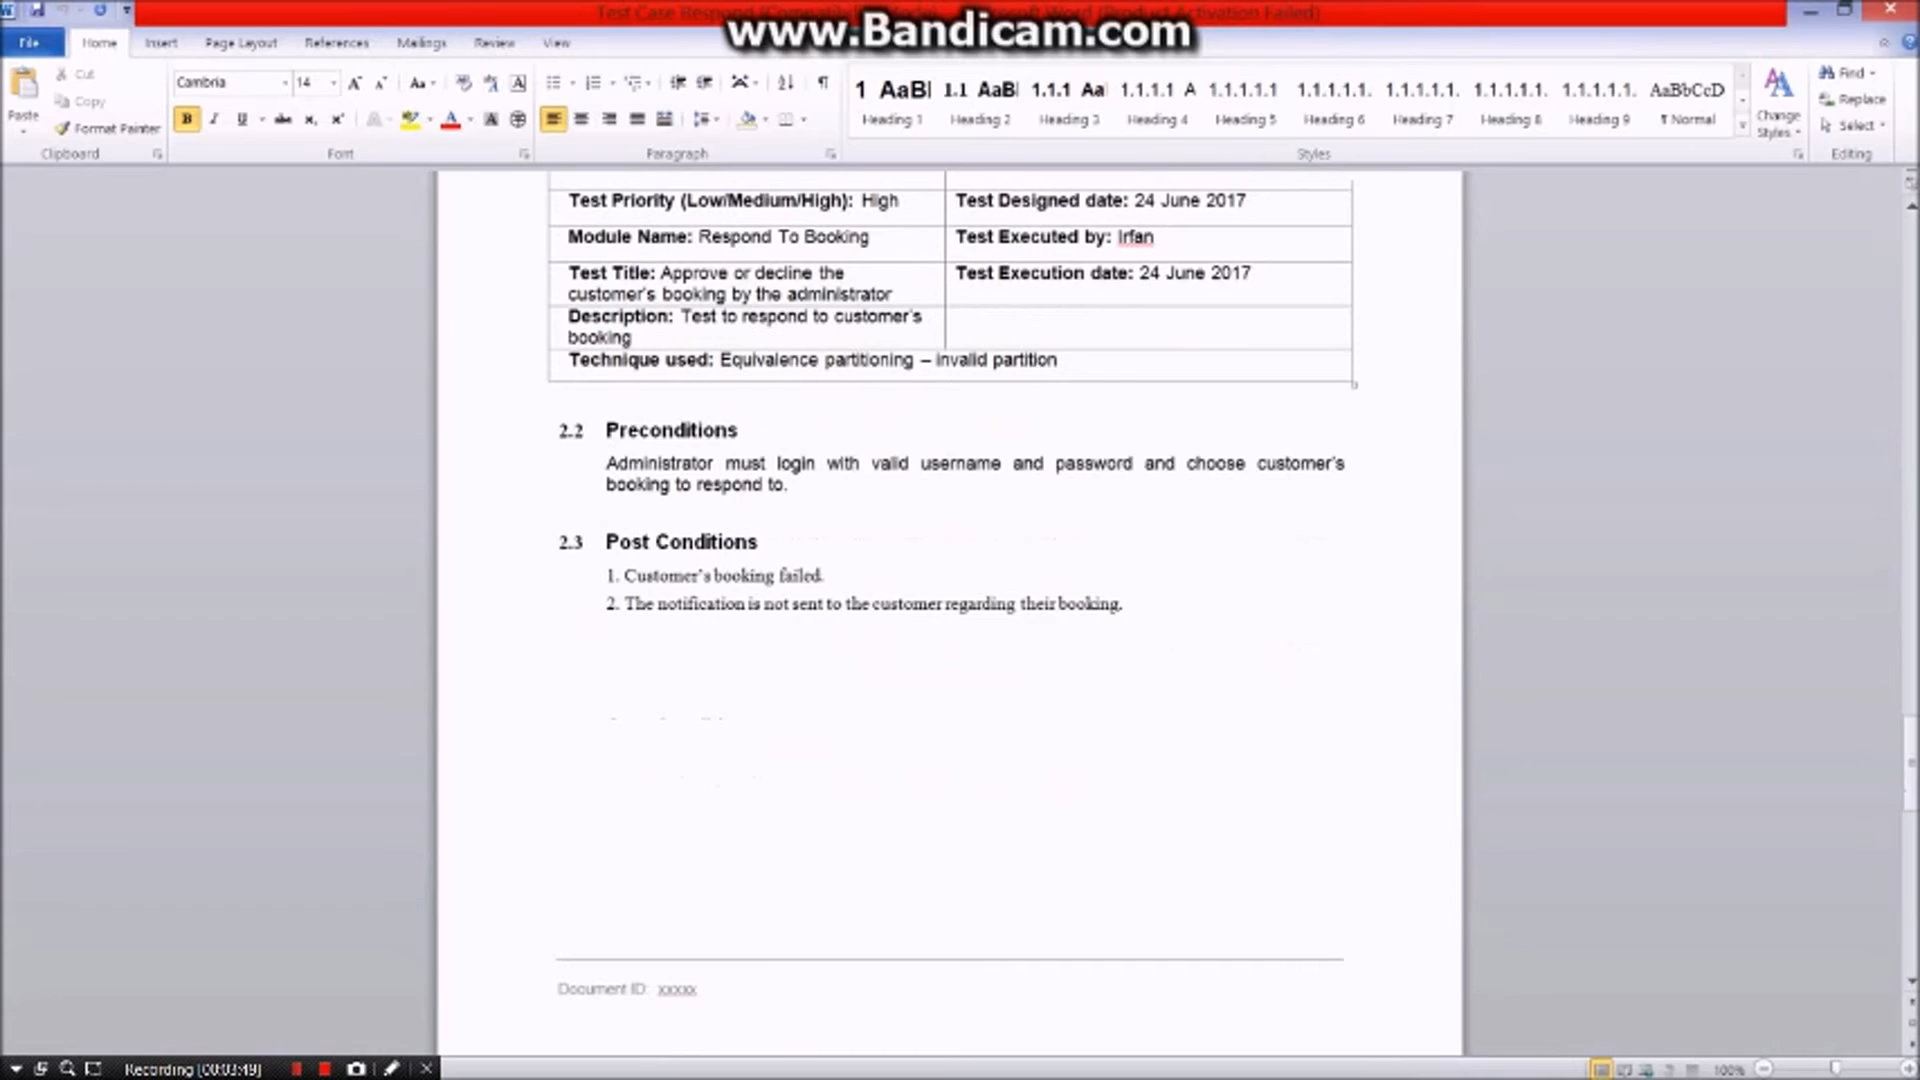 Test Case Respond
Microsoft Word (Product Activation Failed)
www.Bandicam.com
File Home Insert Page Layout References Mailings Review View
Cut
Copy
Format Painter
Paste
Clipboard
Cambria 14
Font
Paragraph
1 AaBl 1.1 AaBl 1.1.1 Aa 1.1.1.1 A 1.1.1.1.1 1.1.1.1.1. 1.1.1.1.1. 1.1.1.1.1. 1.1.1.1.1. AaBbCcD
Heading 1 Heading 2 Heading 3 Heading 4 Heading 5 Heading 6 Heading 7 Heading 8 Heading 9 ¶ Normal
Styles
Change Styles
Find
Replace
Select
Editing
Test Priority (Low/Medium/High): High
Test Designed date: 24 June 2017
Module Name: Respond To Booking
Test Executed by: Irfan
Test Title: Approve or decline the
customer's booking by the administrator
Test Execution date: 24 June 2017
Description: Test to respond to customer's
booking
Technique used: Equivalence partitioning – invalid partition
2.2 Preconditions
Administrator must login with valid username and password and choose customer's
booking to respond to.
2.3 Post Conditions
1. Customer's booking failed.
2. The notification is not sent to the customer regarding their booking.
Document ID: xxxxx
Recording [00:03:49]
100%